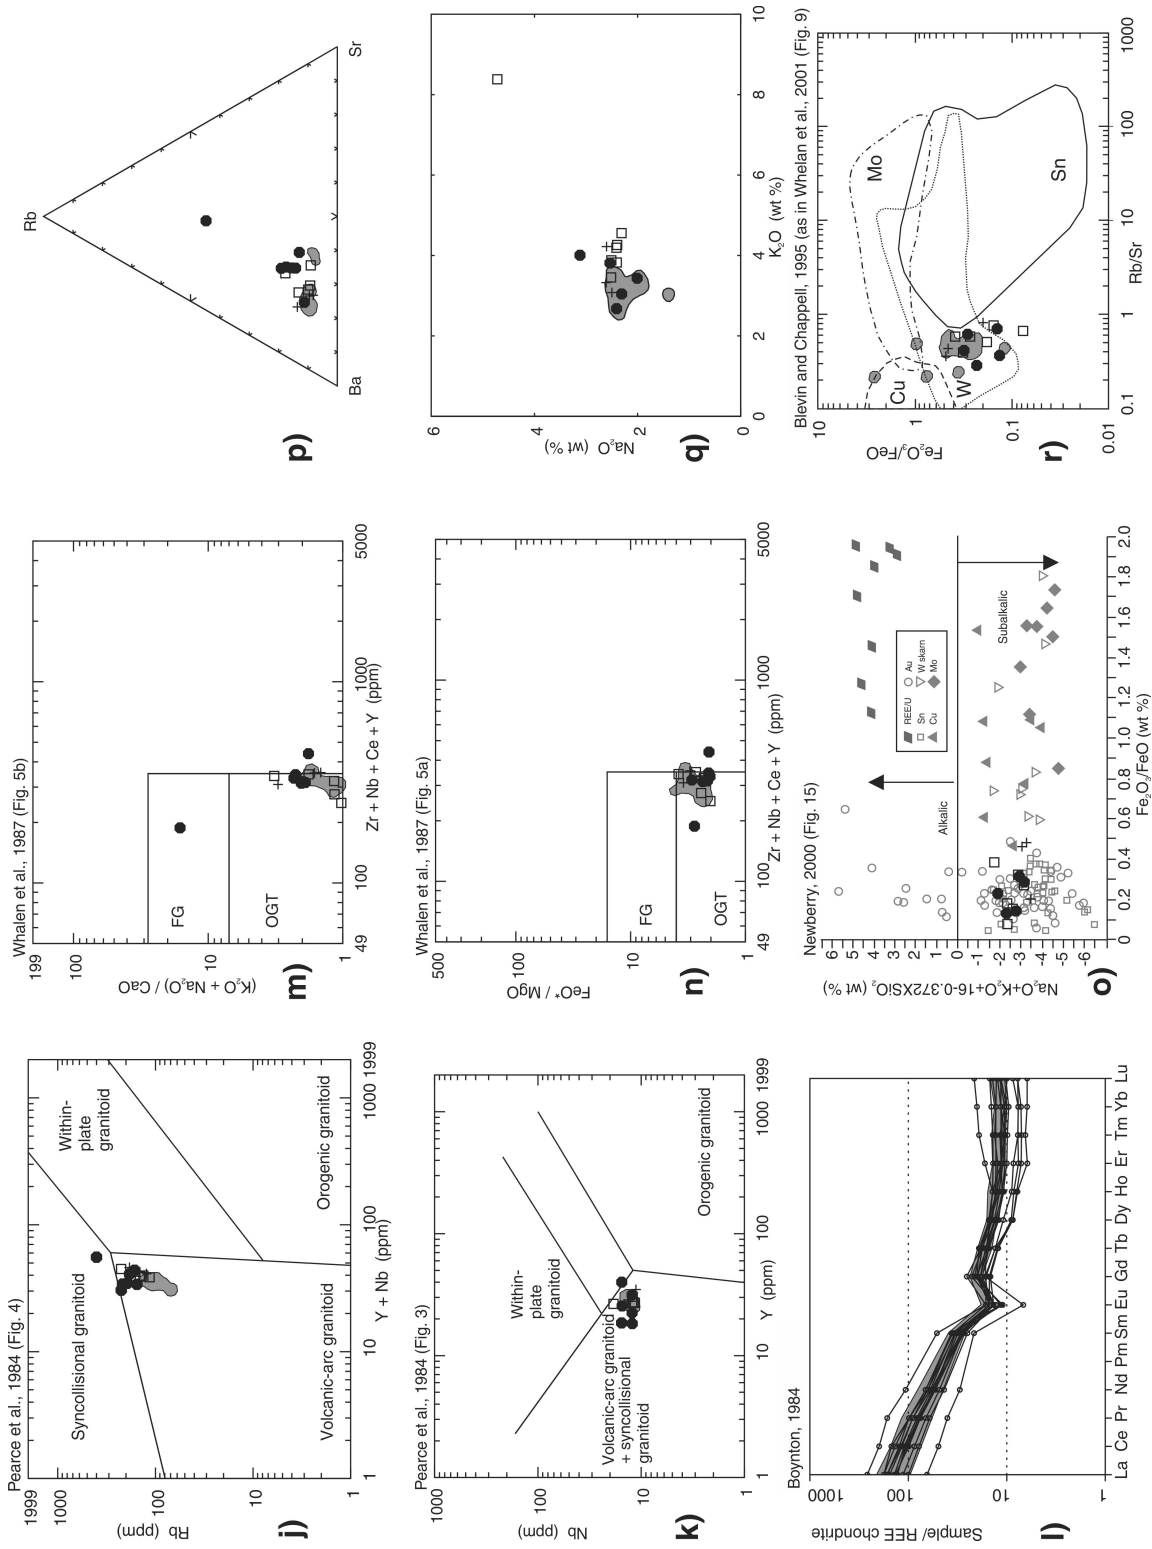 Pearce et al., 1984 (Fig. 4)
1999
1000
100
10
1
Rb (ppm)
Syncollisional granitoid
Within-
plate
granitoid
Volcanic-arc granitoid
Orogenic granitoid
1
10
100
1000
1999
Y + Nb (ppm)
j)
Pearce et al., 1984 (Fig. 3)
1000
100
10
1
Nb (ppm)
Within-
plate
granitoid
Volcanic-arc granitoid
+ syncollisional
granitoid
Orogenic granitoid
1
10
100
1000
1999
Y (ppm)
k)
Boynton, 1984
1000
100
10
1
Sample/ REE chondrite
La Ce Pr Nd Pm Sm Eu Gd Tb Dy Ho Er Tm Yb Lu
l)
Whalen et al., 1987 (Fig. 5b)
199
100
10
1
(K₂O + Na₂O) / CaO
FG
OGT
49
100
1000
5000
Zr + Nb + Ce + Y (ppm)
m)
Whalen et al., 1987 (Fig. 5a)
500
100
10
1
FeO* / MgO
FG
OGT
49
100
1000
5000
Zr + Nb + Ce + Y (ppm)
n)
Newberry, 2000 (Fig. 15)
6
5
4
3
2
1
0
-1
-2
-3
-4
-5
-6
Na₂O+K₂O+16-0.372XSiO₂ (wt %)
Alkalic
Subalkalic
REE/U
Au
Sn
W skarn
Cu
Mo
0
0.2
0.4
0.6
0.8
1.0
1.2
1.4
1.6
1.8
2.0
Fe₂O₃/FeO (wt %)
o)
Rb
Ba
Sr
p)
6
4
2
0
Na₂O (wt %)
0
2
4
6
8
10
K₂O (wt %)
q)
Blevin and Chappell, 1995 (as in Whelan et al., 2001 (Fig. 9)
10
1
0.1
0.01
Fe₂O₃/FeO
Cu
Mo
W
Sn
0.1
1
10
100
1000
Rb/Sr
r)